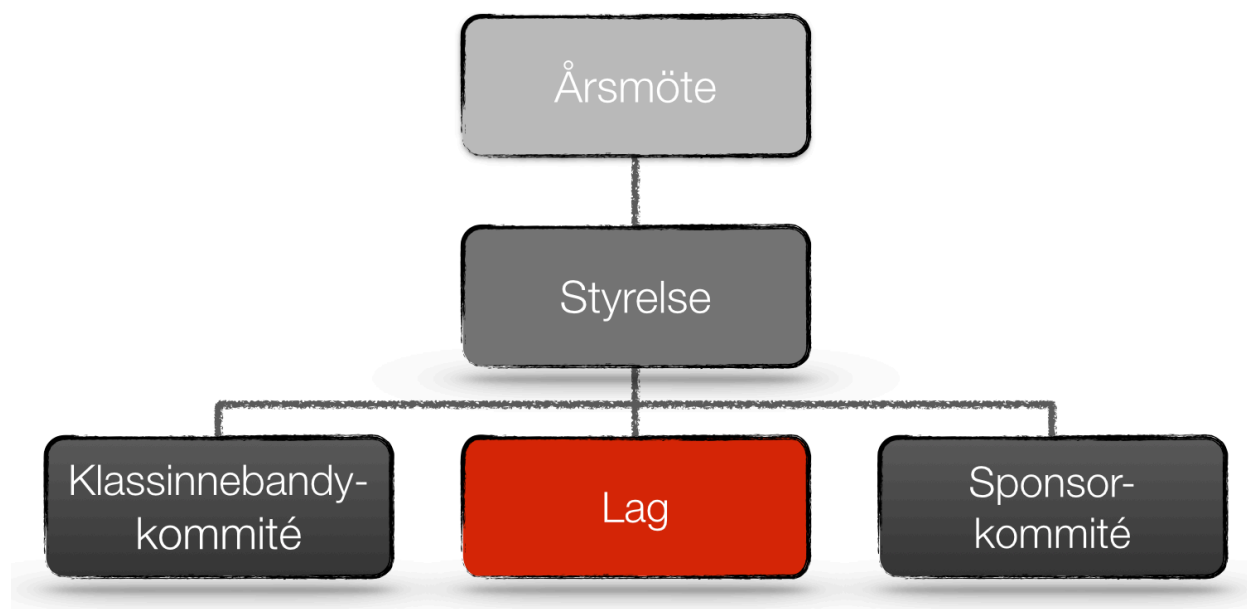 Årsmöte
Styrelse
Klassinnebandy-
kommité
Lag
Sponsor-
kommité